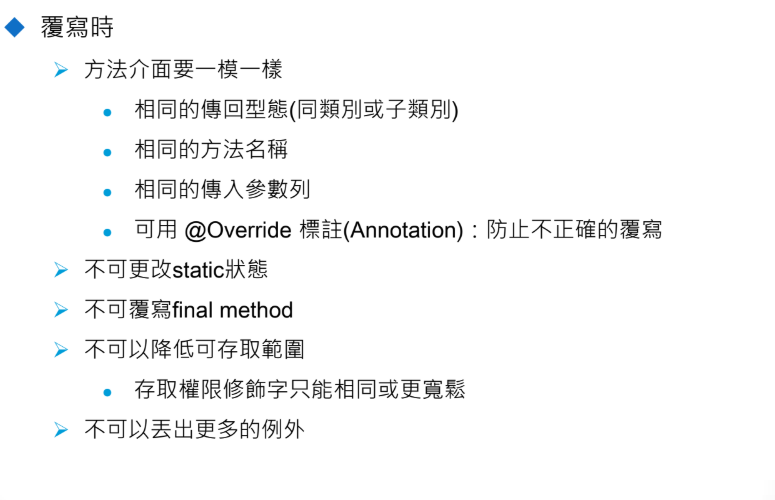 覆寫時
方法介面要一模一樣
相同的傳回型態(同類別或子類別)
相同的方法名稱
相同的傳入參數列
可用 @Override 標註(Annotation)：防止不正確的覆寫
不可更改static狀態
不可覆寫final method
不可以降低可存取範圍
存取權限修飾字只能相同或更寬鬆
不可以丟出更多的例外